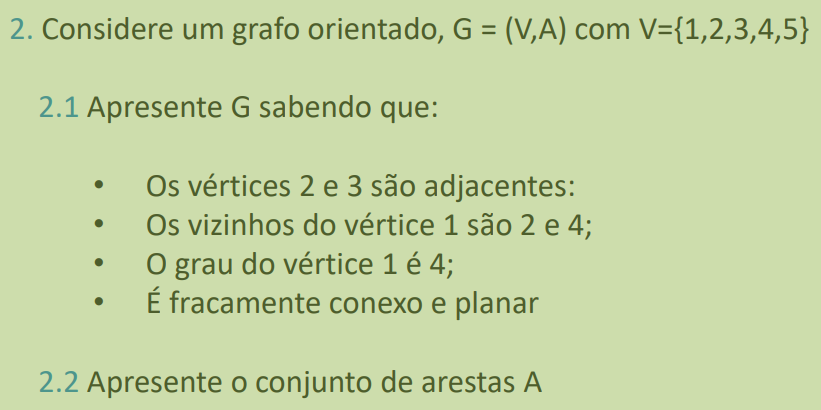 2. Considere um grafo orientado, G = (V,A) com V={1,2,3,4,5}
2.1 Apresente G sabendo que:
• Os vértices 2 e 3 são adjacentes:
• Os vizinhos do vértice 1 são 2 e 4;
• O grau do vértice 1 é 4;
• É fracamente conexo e planar
2.2 Apresente o conjunto de arestas A